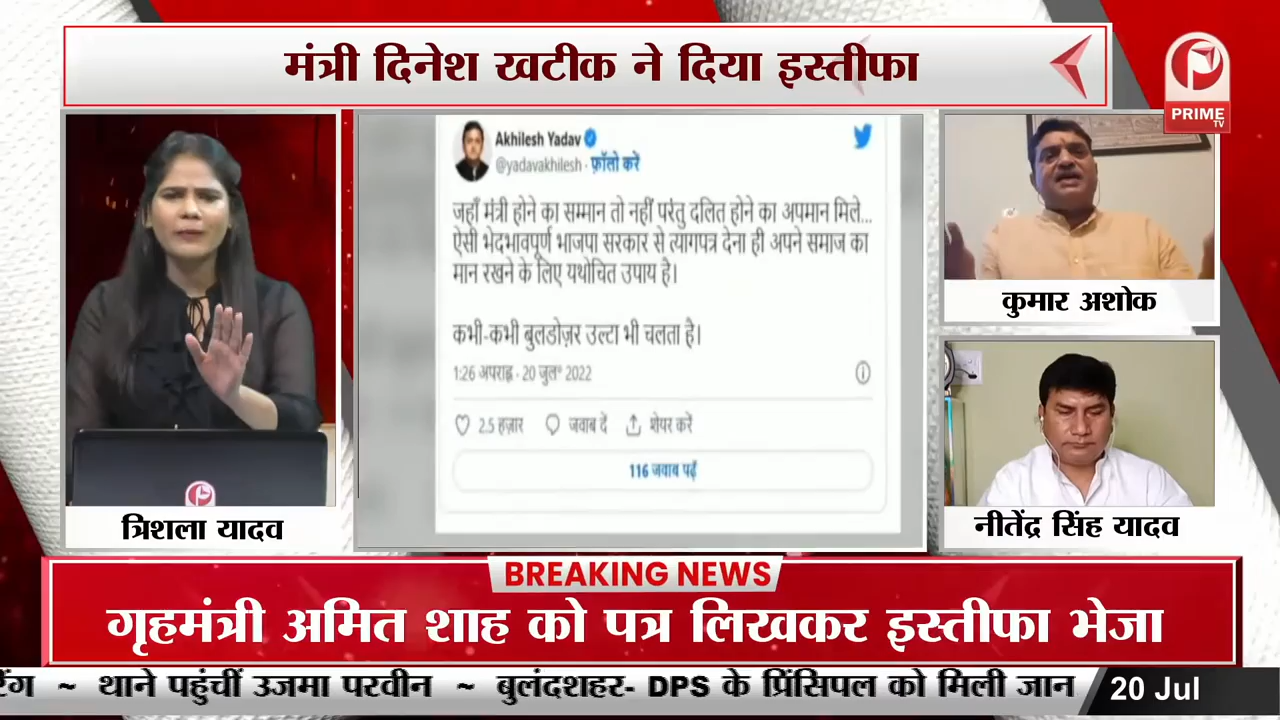 मंत्री दिनेश खटीक ने दिया इस्तीफा
PRIME
TV
Akhilesh Yadav
@yadavakhilesh · फ़ॉलो करें
जहाँ मंत्री होने का सम्मान तो नहीं परंतु दलित होने का अपमान मिले...
ऐसी भेदभावपूर्ण भाजपा सरकार से त्यागपत्र देना ही अपने समाज का
मान रखने के लिए यथोचित उपाय है।
कभी-कभी बुलडोज़र उल्टा भी चलता है।
1:26 अपराह्न · 20 जुल॰ 2022
2.5 हज़ार
जवाब दें
शेयर करें
116 जवाब पढ़ें
कुमार अशोक
त्रिशला यादव
नीतेंद्र सिंह यादव
BREAKING NEWS
गृहमंत्री अमित शाह को पत्र लिखकर इस्तीफा भेजा
~ थाने पहुंचीं उजमा परवीन ~ बुलंदशहर- DPS के प्रिंसिपल को मिली जान
20 Jul